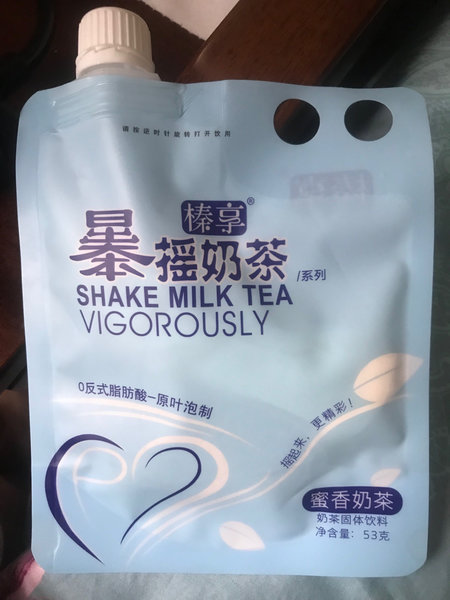 请按逆时针旋转打开饮用
榛享®
暴摇奶茶
/系列
SHAKE MILK TEA
VIGOROUSLY
0反式脂肪酸-原叶泡制
摇起来，更精彩！
蜜香奶茶
奶茶固体饮料
净含量：53克